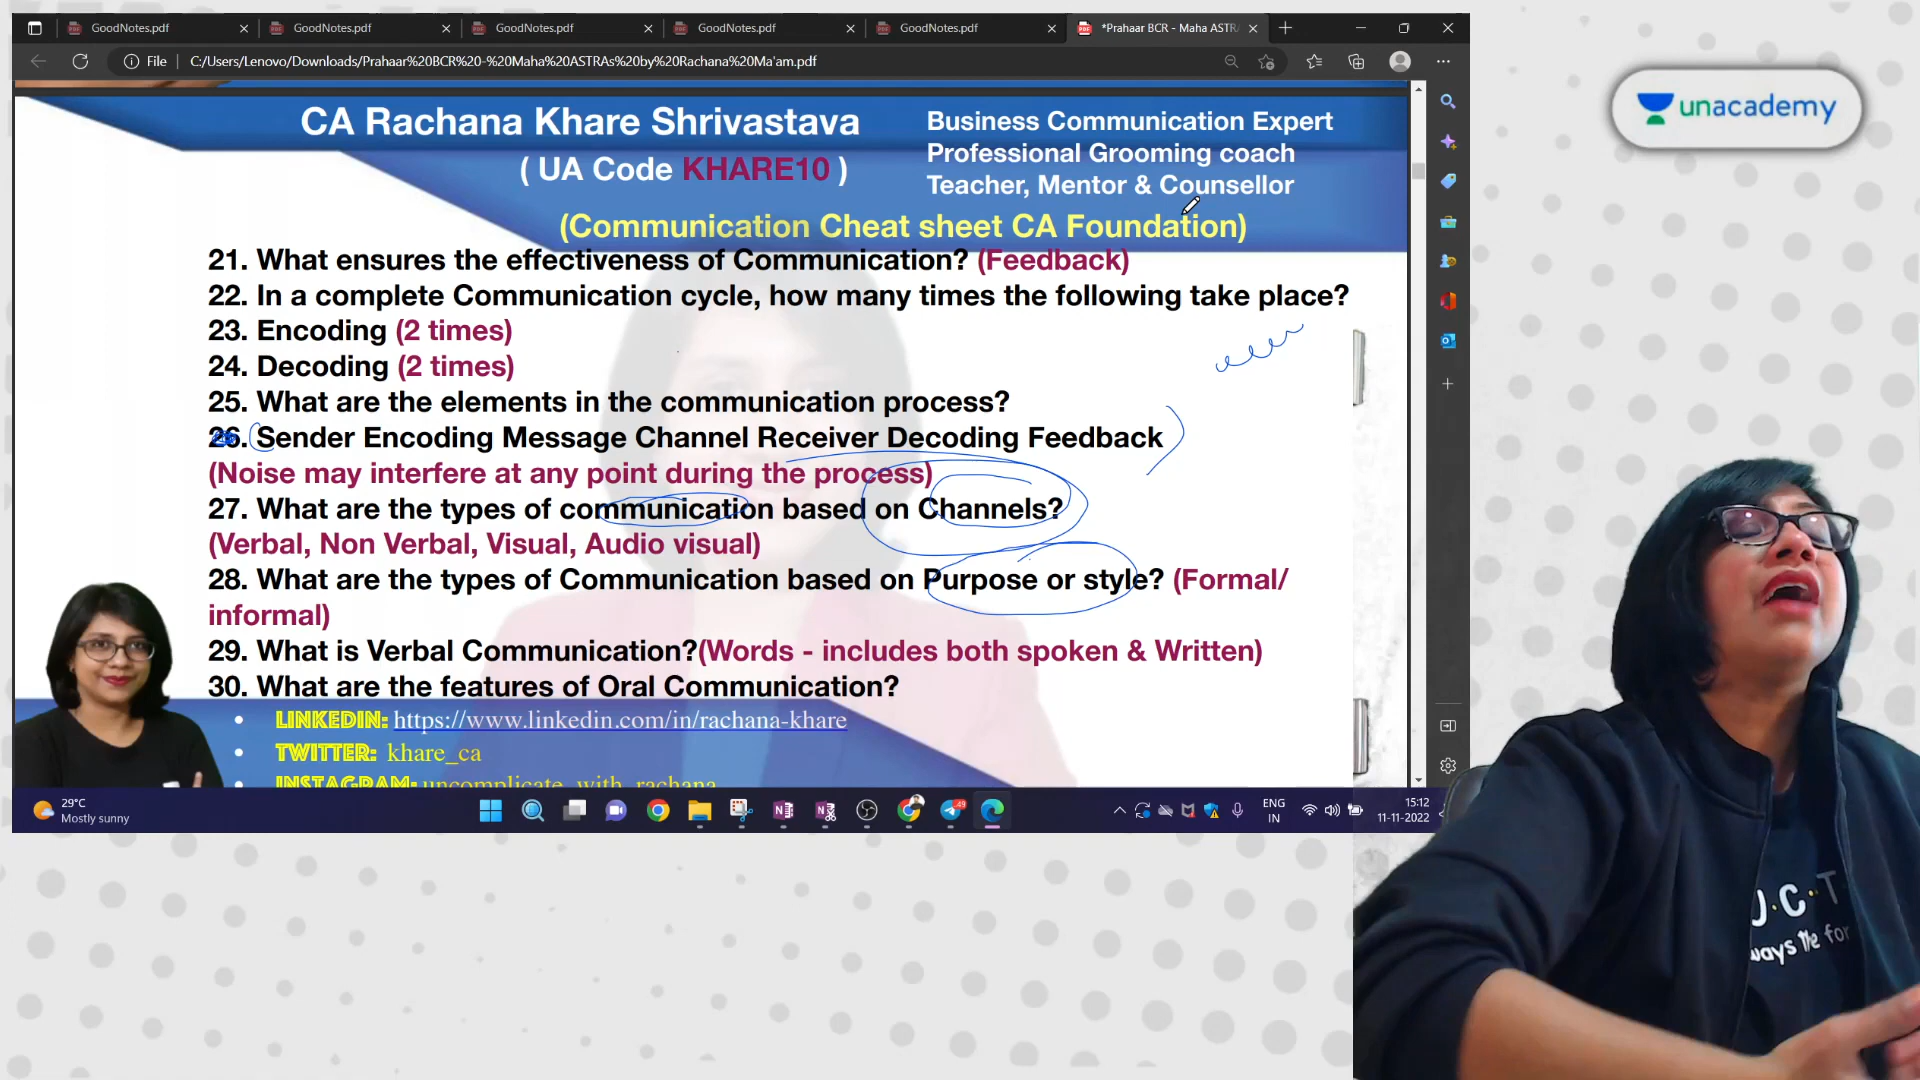 GoodNotes.pdf
GoodNotes.pdf
GoodNotes.pdf
GoodNotes.pdf
GoodNotes.pdf
*Prahaar BCR - Maha ASTR
File C:/Users/Lenovo/Downloads/Prahaar%20BCR%20-%20Maha%20ASTRAs%20by%20Rachana%20Ma'am.pdf
unacademy
CA Rachana Khare Shrivastava
( UA Code KHARE10 )
Business Communication Expert
Professional Grooming coach
Teacher, Mentor & Counsellor
(Communication Cheat sheet CA Foundation)
21. What ensures the effectiveness of Communication? (Feedback)
22. In a complete Communication cycle, how many times the following take place?
23. Encoding (2 times)
24. Decoding (2 times)
25. What are the elements in the communication process?
26. Sender Encoding Message Channel Receiver Decoding Feedback
(Noise may interfere at any point during the process)
27. What are the types of communication based on Channels?
(Verbal, Non Verbal, Visual, Audio visual)
28. What are the types of Communication based on Purpose or style? (Formal/
informal)
29. What is Verbal Communication?(Words - includes both spoken & Written)
30. What are the features of Oral Communication?
• LINKEDIN: https://www.linkedin.com/in/rachana-khare
• TWITTER: khare_ca
• INSTAGRAM: uncomplicate_with_rachana
29°C
Mostly sunny
49
ENG
IN
15:12
11-11-2022